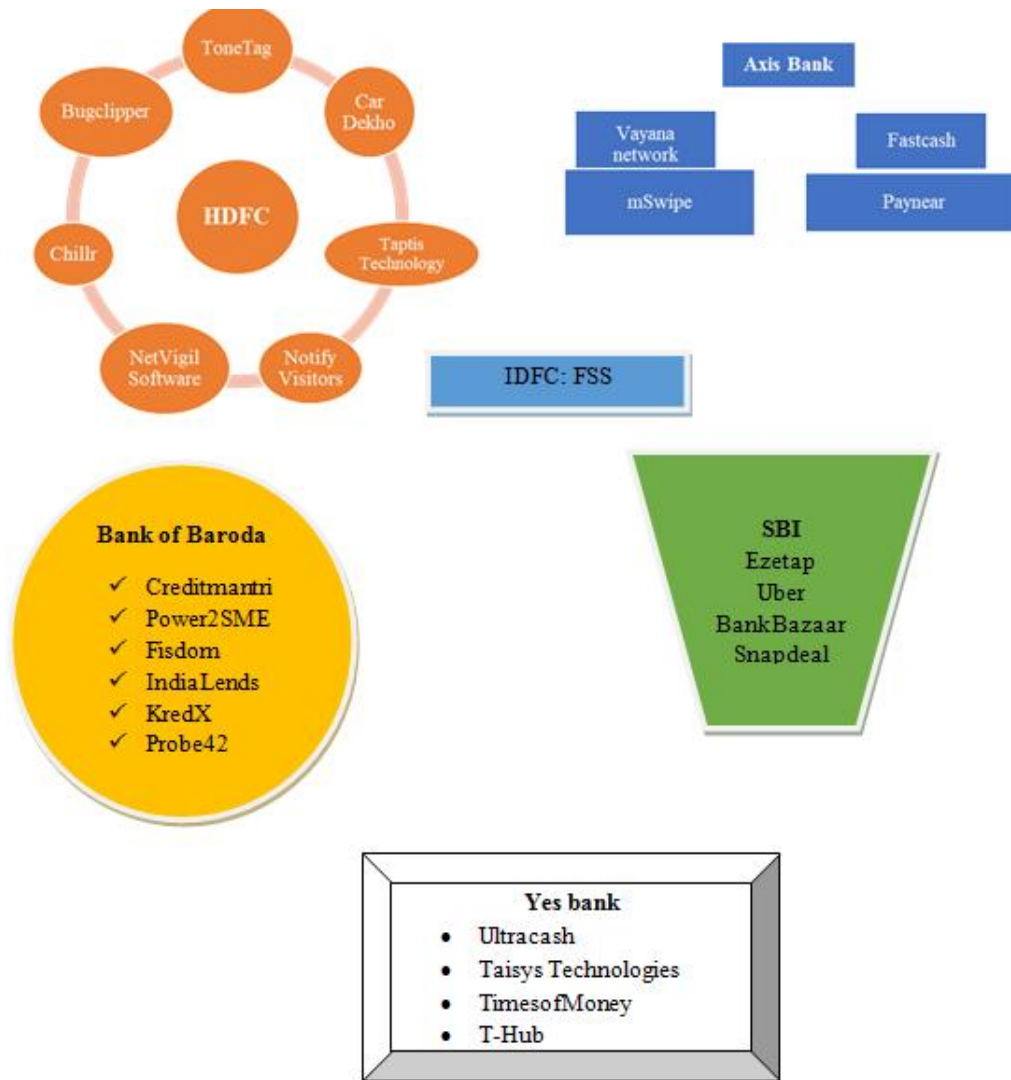 ToneTag
Car
Dekho
Taptis
Technology
Notify
Visitors
NetVigil
Software
Chillr
Bugclipper
HDFC
Axis Bank
Vayana
network
mSwipe
Fastcash
Paynear
IDFC: FSS
Bank of Baroda
✓ Creditmantri
✓ Power2SME
✓ Fisdom
✓ IndiaLends
✓ KredX
✓ Probe42
SBI
Ezetap
Uber
BankBazaar
Snapdeal
Yes bank
• Ultracash
• Taisys Technologies
• TimesofMoney
• T-Hub